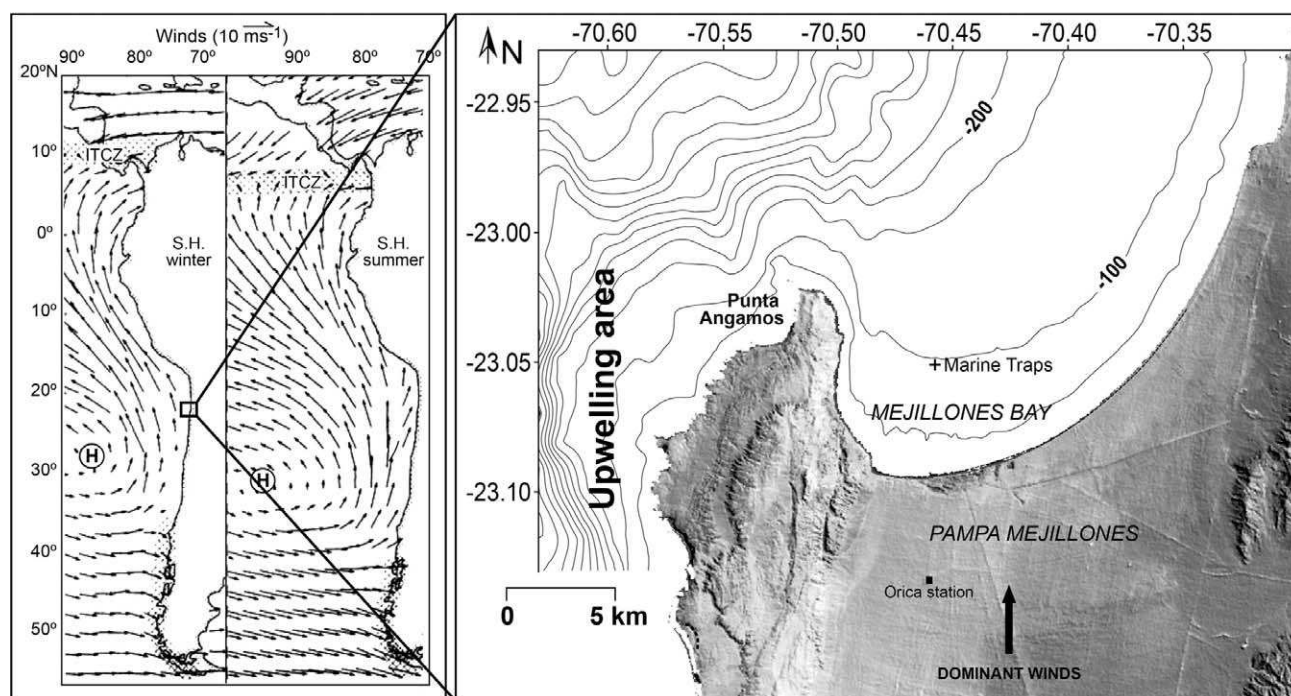 Winds (10 ms-1)
90º 80º 70º 90º 80º 70º
20ºN
10º
0º
10º
20º
30º
40º
50º
ITCZ
ITCZ
S.H.
winter
S.H.
summer
H
H
N
-70.60 -70.55 -70.50 -70.45 -70.40 -70.35
-22.95
-23.00
-23.05
-23.10
-200
-100
Upwelling area
Punta
Angamos
+Marine Traps
MEJILLONES BAY
PAMPA MEJILLONES
Orica station
0 5 km
DOMINANT WINDS